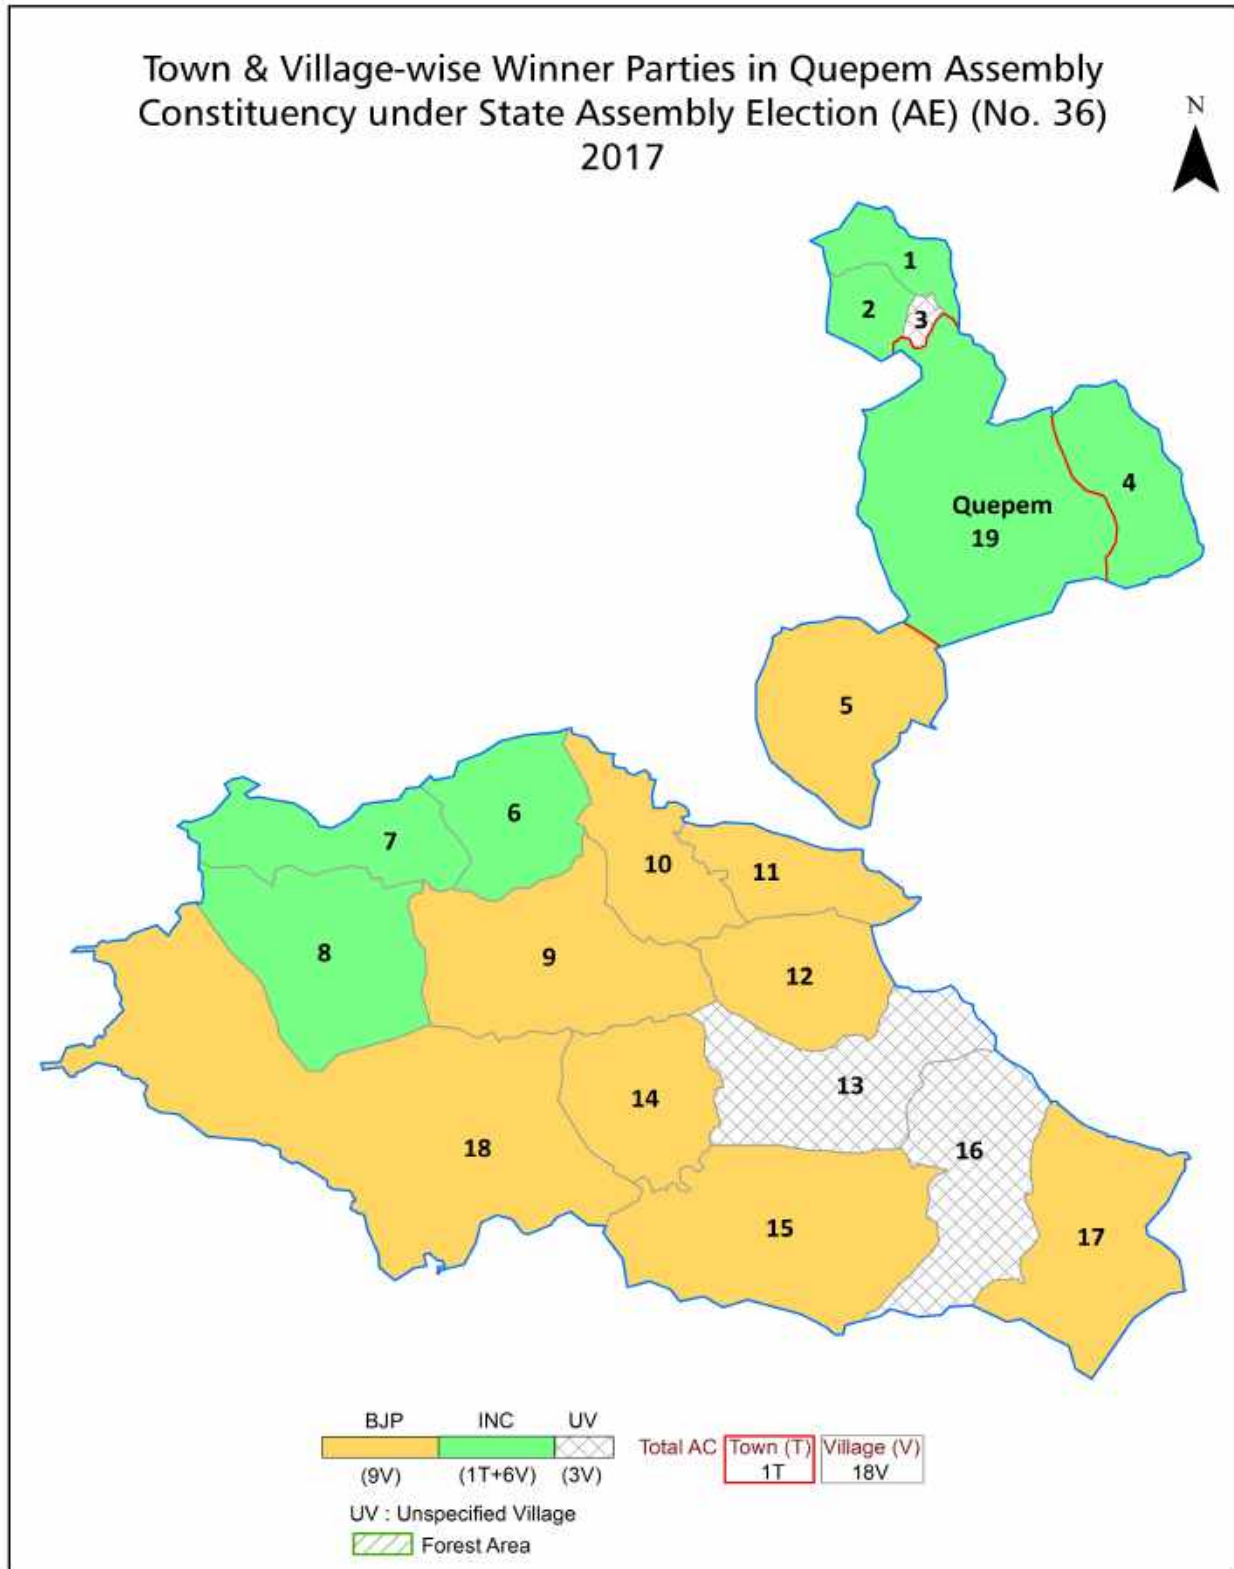 Town & Village-wise Winner Parties in Quepem Assembly
Constituency under State Assembly Election (AE) (No. 36)
2017
N
1
2
3
4
Quepem
19
5
6
7
10
11
8
9
12
13
14
16
18
15
17
BJP INC UV
(9V) (1T+6V) (3V)
Total AC Town (T) Village (V)
1T 18V
UV : Unspecified Village
Forest Area